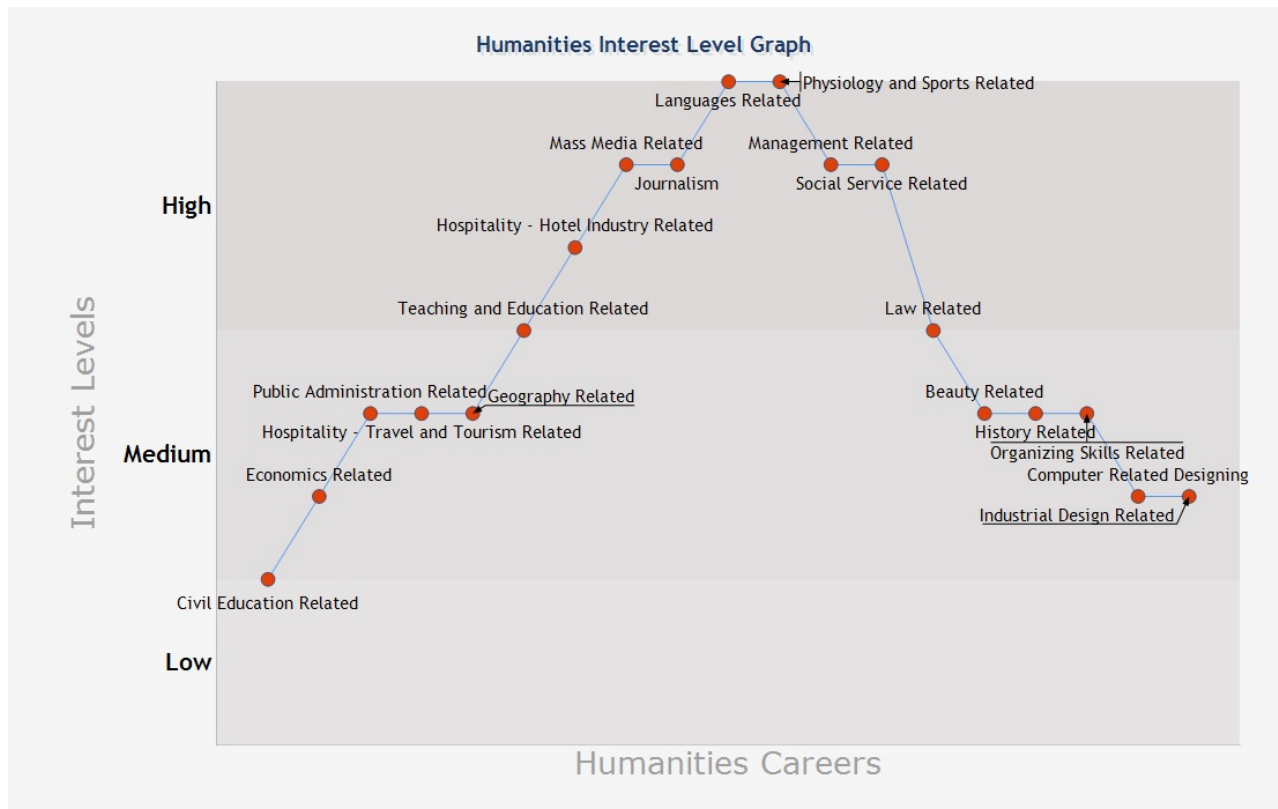 Humanities Interest Level Graph
Physiology and Sports Related
Languages Related
Mass Media Related
Management Related
Journalism
Social Service Related
High
Hospitality - Hotel Industry Related
Teaching and Education Related
Law Related
Interest Levels
Public Administration Related
Geography Related
Beauty Related
Hospitality - Travel and Tourism Related
History Related
Medium
Organizing Skills Related
Economics Related
Computer Related Designing
Industrial Design Related
Civil Education Related
Low
Humanities Careers